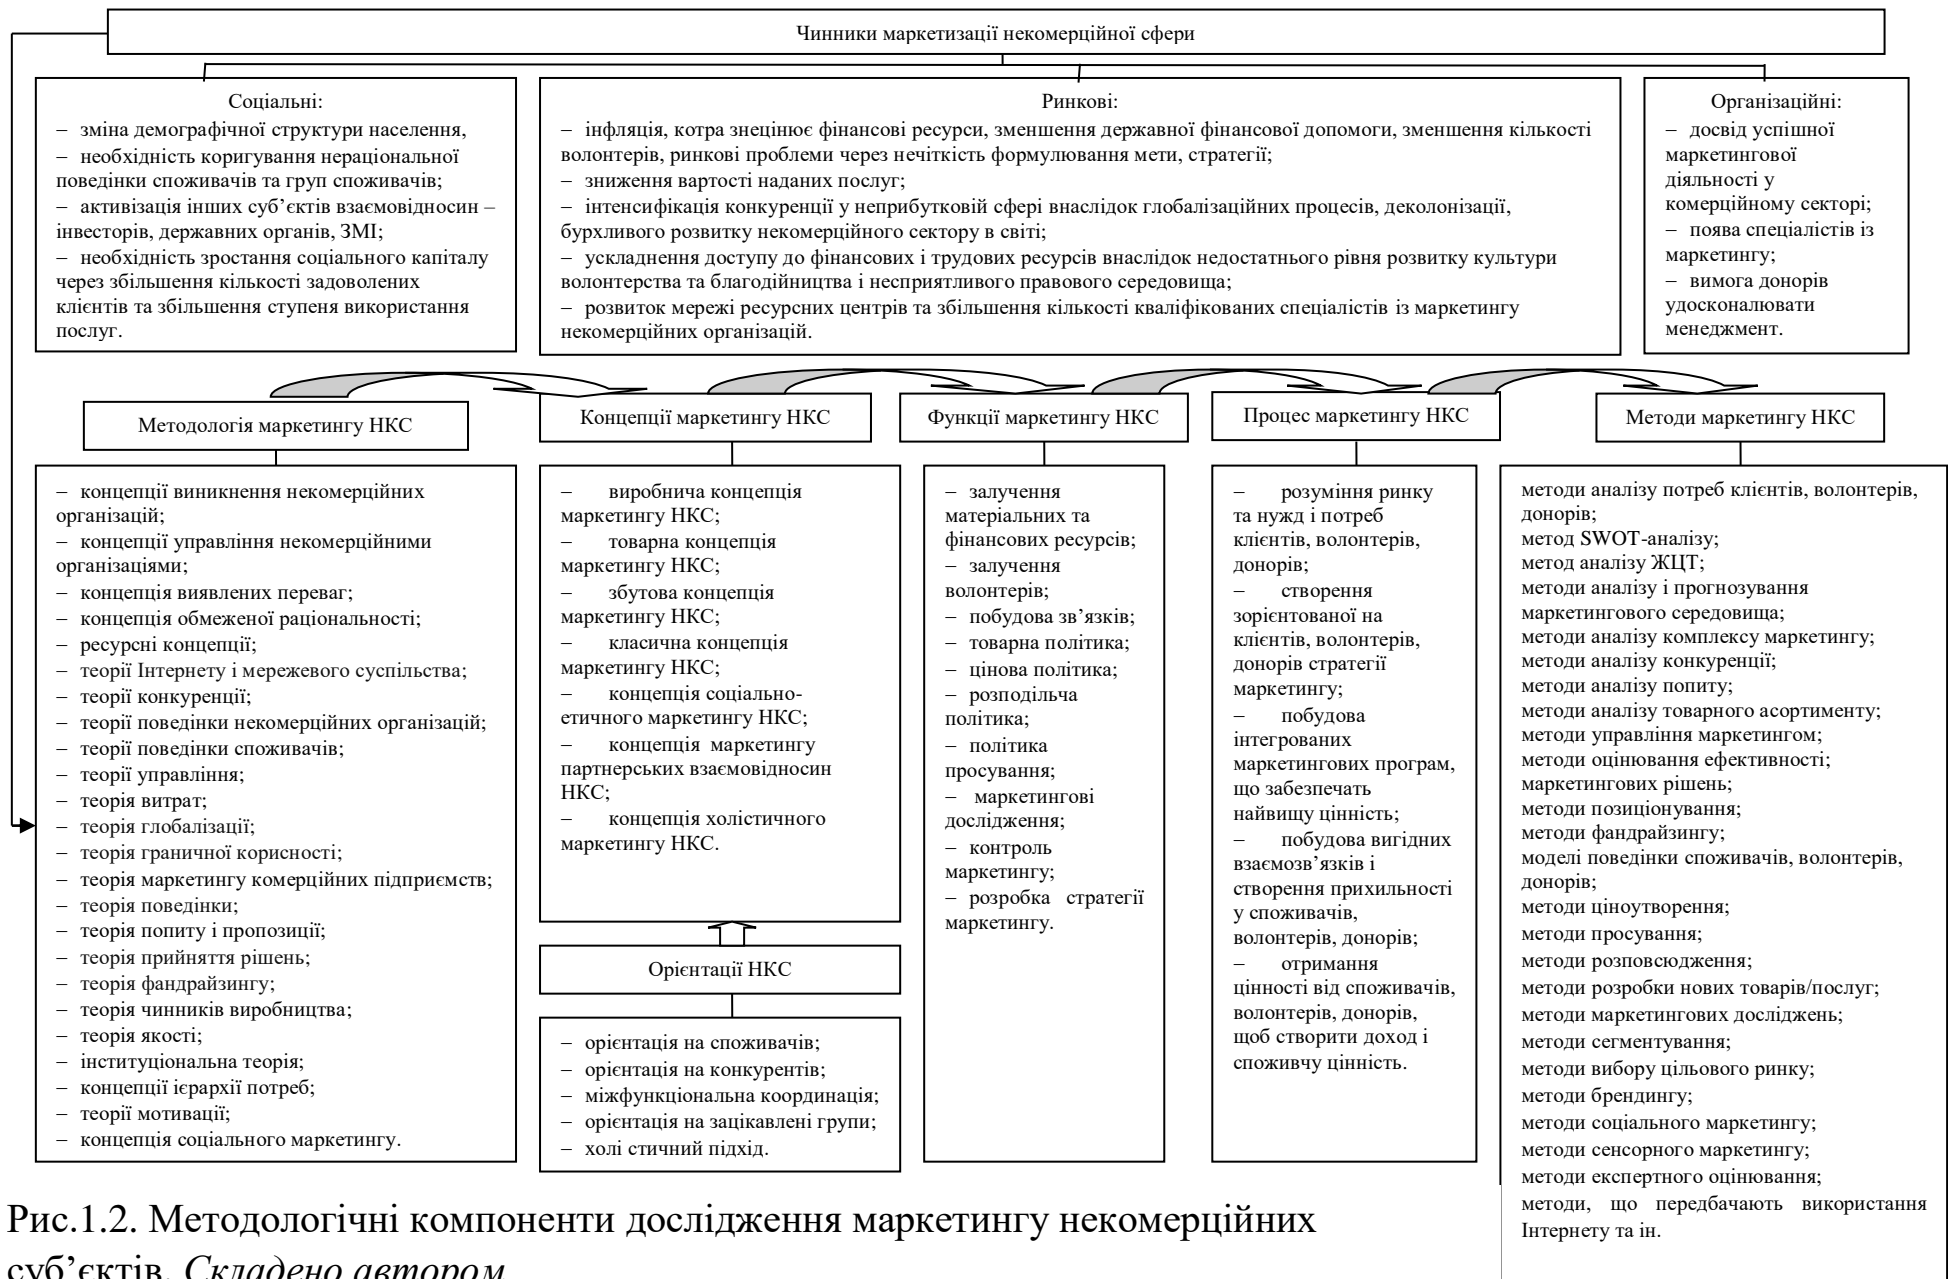 Чинники маркетизації некомерційної сфери
Соціальні:
– зміна демографічної структури населення,
– необхідність коригування нераціональної
поведінки споживачів та груп споживачів;
– активізація інших суб’єктів взаємовідносин –
інвесторів, державних органів, ЗМІ;
– необхідність зростання соціального капіталу
через збільшення кількості задоволених
клієнтів та збільшення ступеня використання
послуг.
Ринкові:
– інфляція, котра знецінює фінансові ресурси, зменшення державної фінансової допомоги, зменшення кількості
волонтерів, ринкові проблеми через нечіткість формулювання мети, стратегії;
– зниження вартості наданих послуг;
– інтенсифікація конкуренції у неприбутковій сфері внаслідок глобалізаційних процесів, деколонізації,
бурхливого розвитку некомерційного сектору в світі;
– ускладнення доступу до фінансових і трудових ресурсів внаслідок недостатнього рівня розвитку культури
волонтерства та благодійництва і несприятливого правового середовища;
– розвиток мережі ресурсних центрів та збільшення кількості кваліфікованих спеціалістів із маркетингу
некомерційних організацій.
Організаційні:
– досвід успішної
маркетингової
діяльності у
комерційному секторі;
– поява спеціалістів із
маркетингу;
– вимога донорів
удосконалювати
менеджмент.
Методологія маркетингу НКС
– концепції виникнення некомерційних
організацій;
– концепції управління некомерційними
організаціями;
– концепція виявлених переваг;
– концепція обмеженої раціональності;
– ресурсні концепції;
– теорії Інтернету і мережевого суспільства;
– теорії конкуренції;
– теорії поведінки некомерційних організацій;
– теорії поведінки споживачів;
– теорії управління;
– теорія витрат;
– теорія глобалізації;
– теорія граничної корисності;
– теорія маркетингу комерційних підприємств;
– теорія поведінки;
– теорія попиту і пропозиції;
– теорія прийняття рішень;
– теорія фандрайзингу;
– теорія чинників виробництва;
– теорія якості;
– інституціональна теорія;
– концепції ієрархії потреб;
– теорії мотивації;
– концепція соціального маркетингу.
Концепції маркетингу НКС
– виробнича концепція
маркетингу НКС;
– товарна концепція
маркетингу НКС;
– збутова концепція
маркетингу НКС;
– класична концепція
маркетингу НКС;
– концепція соціально-
етичного маркетингу НКС;
– концепція маркетингу
партнерських взаємовідносин
НКС;
– концепція холістичного
маркетингу НКС.
Орієнтації НКС
– орієнтація на споживачів;
– орієнтація на конкурентів;
– міжфункціональна координація;
– орієнтація на зацікавлені групи;
– холі стичний підхід.
Функції маркетингу НКС
– залучення
матеріальних та
фінансових ресурсів;
– залучення
волонтерів;
– побудова зв’язків;
– товарна політика;
– цінова політика;
– розподільча
політика;
– політика
просування;
– маркетингові
дослідження;
– контроль
маркетингу;
– розробка стратегії
маркетингу.
Процес маркетингу НКС
– розуміння ринку
та нужд і потреб
клієнтів, волонтерів,
донорів;
– створення
зорієнтованої на
клієнтів, волонтерів,
донорів стратегії
маркетингу;
– побудова
інтегрованих
маркетингових програм,
що забезпечать
найвищу цінність;
– побудова вигідних
взаємозв’язків і
створення прихильності
у споживачів,
волонтерів, донорів;
– отримання
цінності від споживачів,
волонтерів, донорів,
щоб створити доход і
споживчу цінність.
Методи маркетингу НКС
методи аналізу потреб клієнтів, волонтерів,
донорів;
метод SWOT-аналізу;
метод аналізу ЖЦТ;
методи аналізу і прогнозування
маркетингового середовища;
методи аналізу комплексу маркетингу;
методи аналізу конкуренції;
методи аналізу попиту;
методи аналізу товарного асортименту;
методи управління маркетингом;
методи оцінювання ефективності;
маркетингових рішень;
методи позиціонування;
методи фандрайзингу;
моделі поведінки споживачів, волонтерів,
донорів;
методи ціноутворення;
методи просування;
методи розповсюдження;
методи розробки нових товарів/послуг;
методи маркетингових досліджень;
методи сегментування;
методи вибору цільового ринку;
методи брендингу;
методи соціального маркетингу;
методи сенсорного маркетингу;
методи експертного оцінювання;
методи, що передбачають використання
Інтернету та ін.
Рис.1.2. Методологічні компоненти дослідження маркетингу некомерційних
суб’єктів. Складено автором